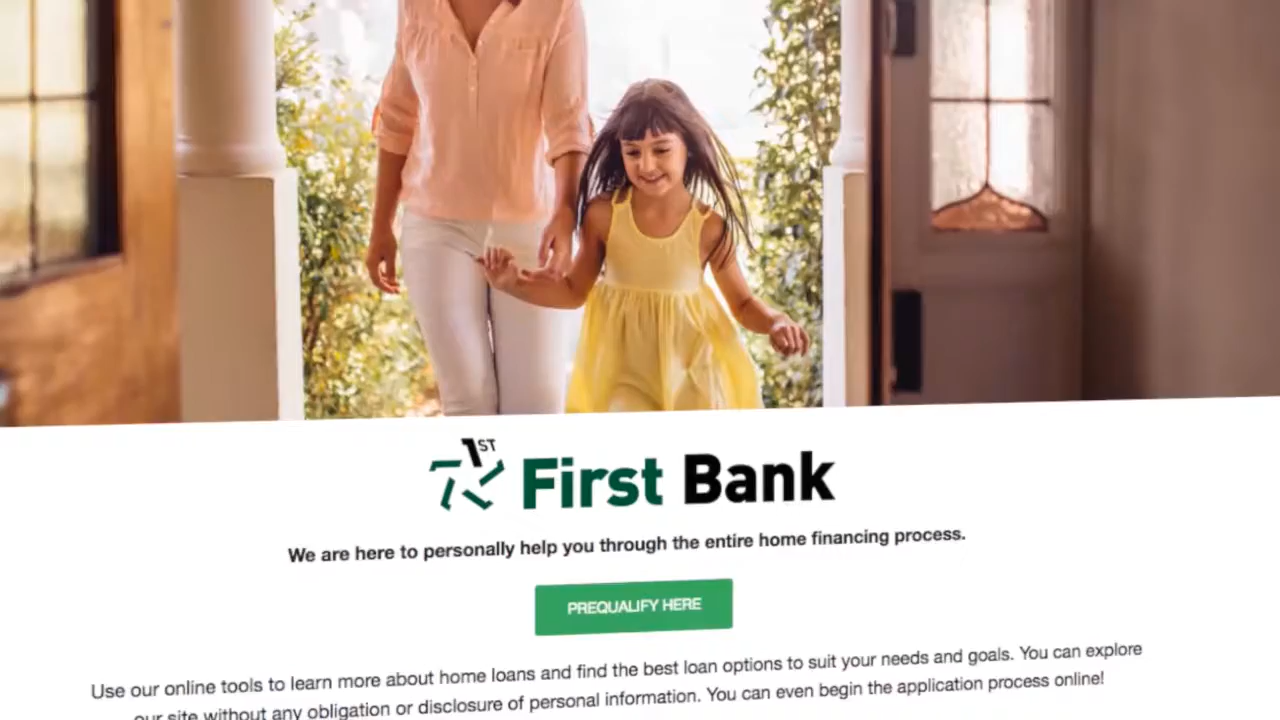 1ST
First Bank
We are here to personally help you through the entire home financing process.
PREQUALIFY HERE
Use our online tools to learn more about home loans and find the best loan options to suit your needs and goals. You can explore
our site without any obligation or disclosure of personal information. You can even begin the application process online!